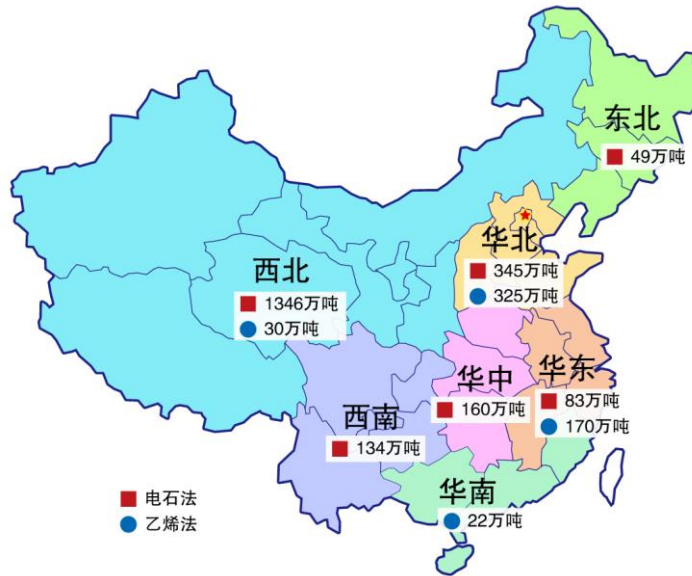 东北
49万吨
华北
345万吨
325万吨
西北
1346万吨
30万吨
华东
83万吨
170万吨
华中
160万吨
西南
134万吨
华南
22万吨
电石法
乙烯法